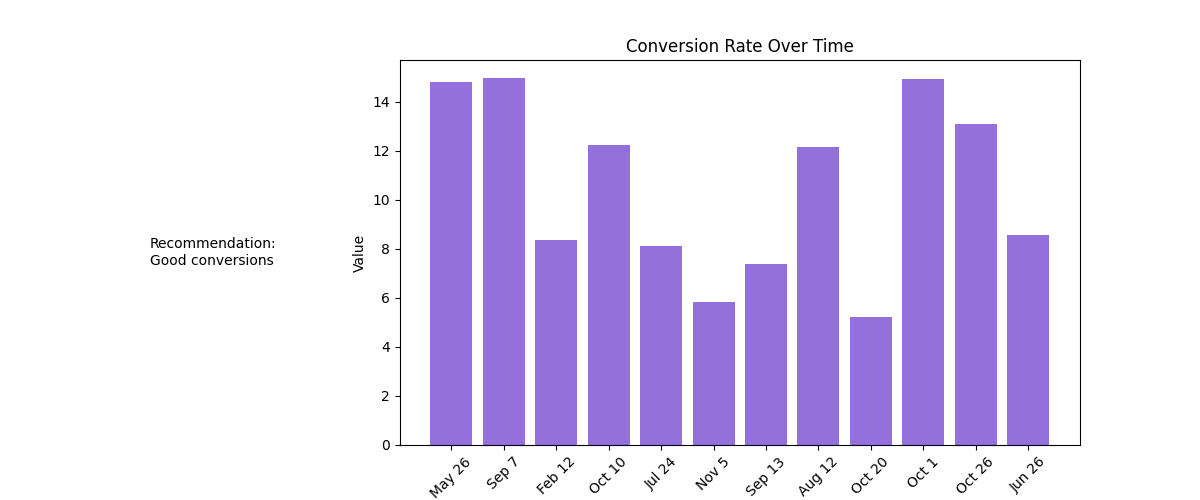 Conversion Rate Over Time
Recommendation:
Good conversions
Value
14
12
10
8
6
4
2
0
May 26
Sep 7
Feb 12
Oct 10
Jul 24
Nov 5
Sep 13
Aug 12
Oct 20
Oct 1
Oct 26
Jun 26